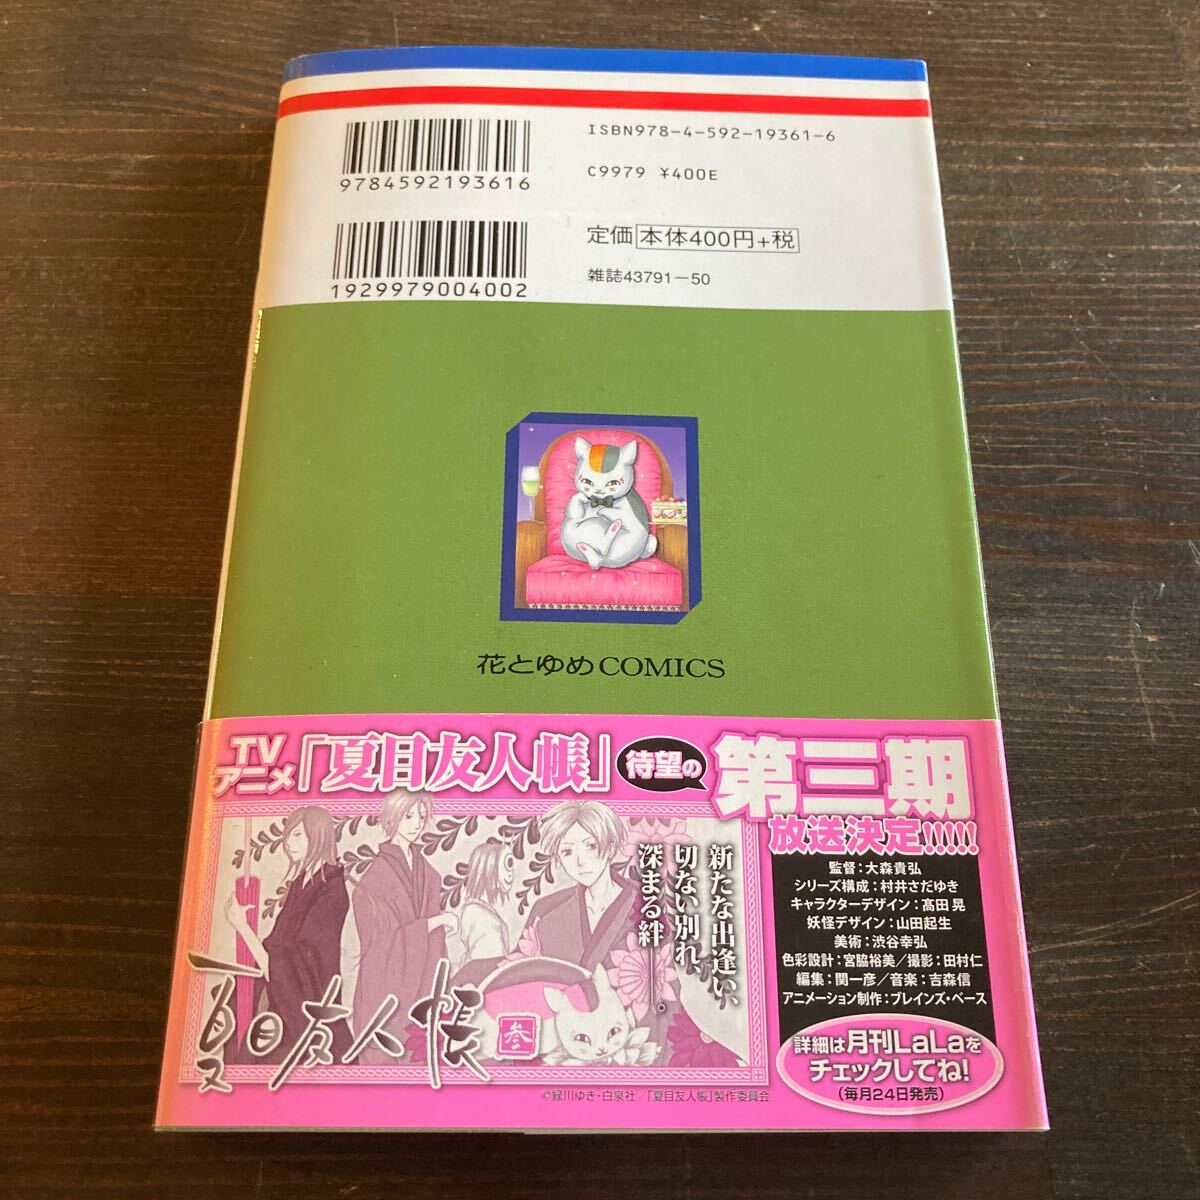 ISBN978-4-592-19361-6
9784592193616
C9979 ¥400E
定価 本体400円+税
1929979004002
雑誌43791-50
花とゆめCOMICS
TVアニメ「夏目友人帳」待望の第三期
放送決定!!!!!
監督:大森貴弘
シリーズ構成:村井さだゆき
キャラクターデザイン:髙田 晃
妖怪デザイン:山田起生
美術:渋谷幸弘
色彩設計:宮脇裕美/撮影:田村仁
編集:関一彦/音楽:吉森信
アニメーション制作:ブレインズ・ベース
新たな出逢い、
切ない別れ、
深まる絆―。
夏目友人帳 参
詳細は月刊LaLaを
チェックしてね!
(毎月24日発売)
©緑川ゆき・白泉社/「夏目友人帳」製作委員会